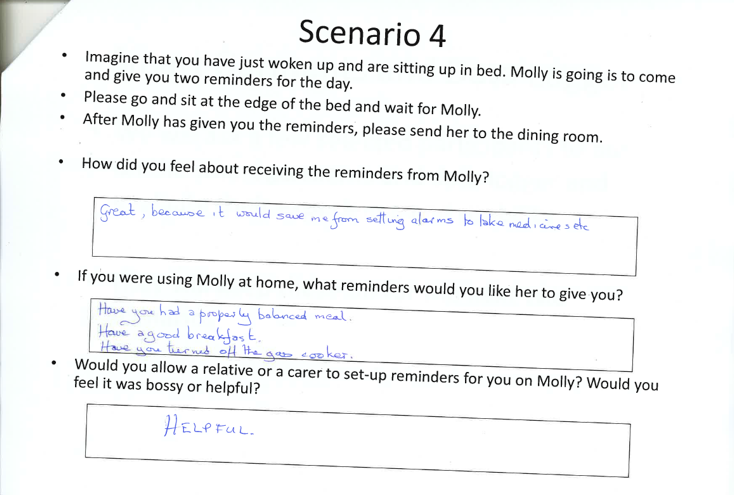 Scenario 4
• Imagine that you have just woken up and are sitting up in bed. Molly is going is to come
and give you two reminders for the day.
• Please go and sit at the edge of the bed and wait for Molly.
• After Molly has given you the reminders, please send her to the dining room.
• How did you feel about receiving the reminders from Molly?
Great, because it would save me from setting alarms to take medicines etc
• If you were using Molly at home, what reminders would you like her to give you?
Have you had a properly balanced meal.
Have a good breakfast.
Have you turned off the gas cooker.
• Would you allow a relative or a carer to set-up reminders for you on Molly? Would you
feel it was bossy or helpful?
HELPFUL.